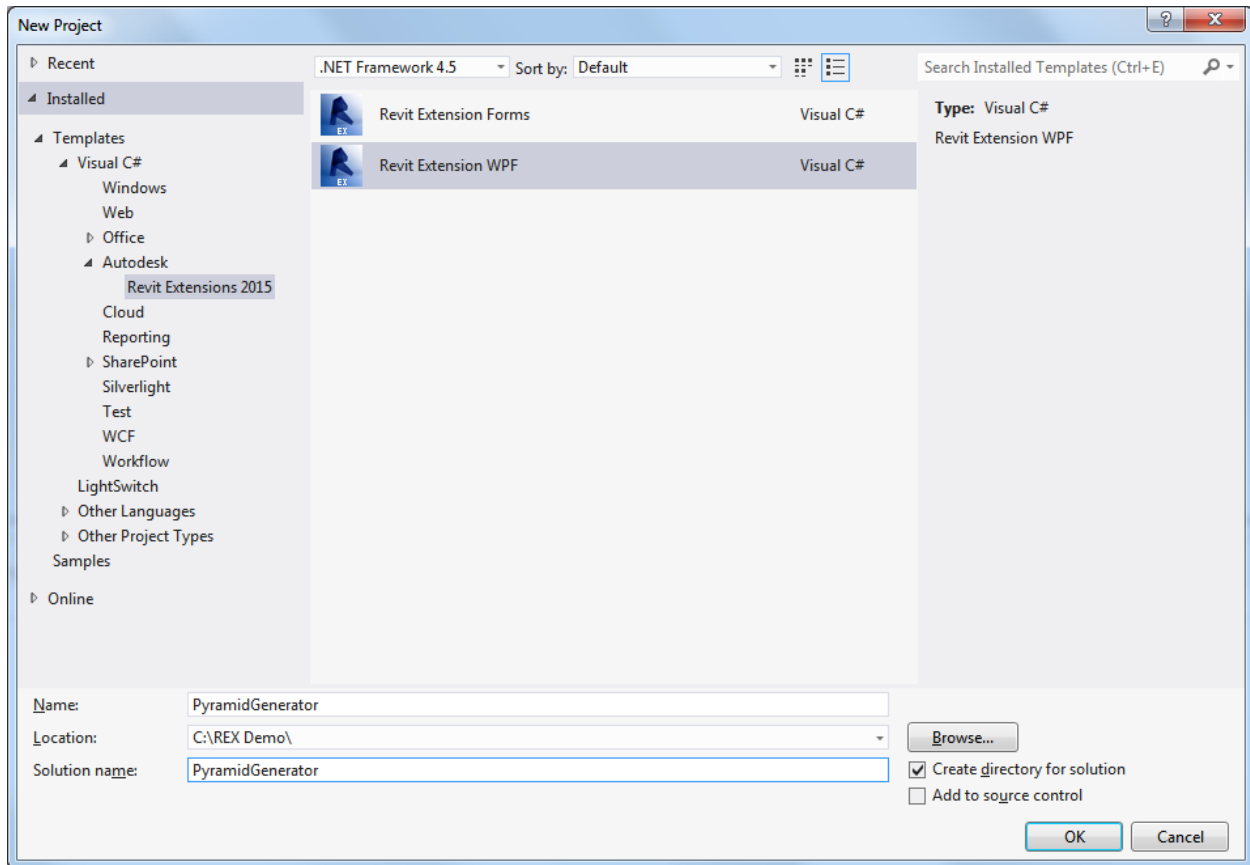 New Project
?
X
Recent
Installed
Templates
Visual C#
Windows
Web
Office
Autodesk
Revit Extensions 2015
Cloud
Reporting
SharePoint
Silverlight
Test
WCF
Workflow
LightSwitch
Other Languages
Other Project Types
Samples
Online
.NET Framework 4.5 Sort by: Default
R EX Revit Extension Forms Visual C#
R EX Revit Extension WPF Visual C#
Search Installed Templates (Ctrl+E)
Type: Visual C#
Revit Extension WPF
Name: PyramidGenerator
Location: C:\REX Demo\
Browse...
Solution name: PyramidGenerator
Create directory for solution
Add to source control
OK Cancel